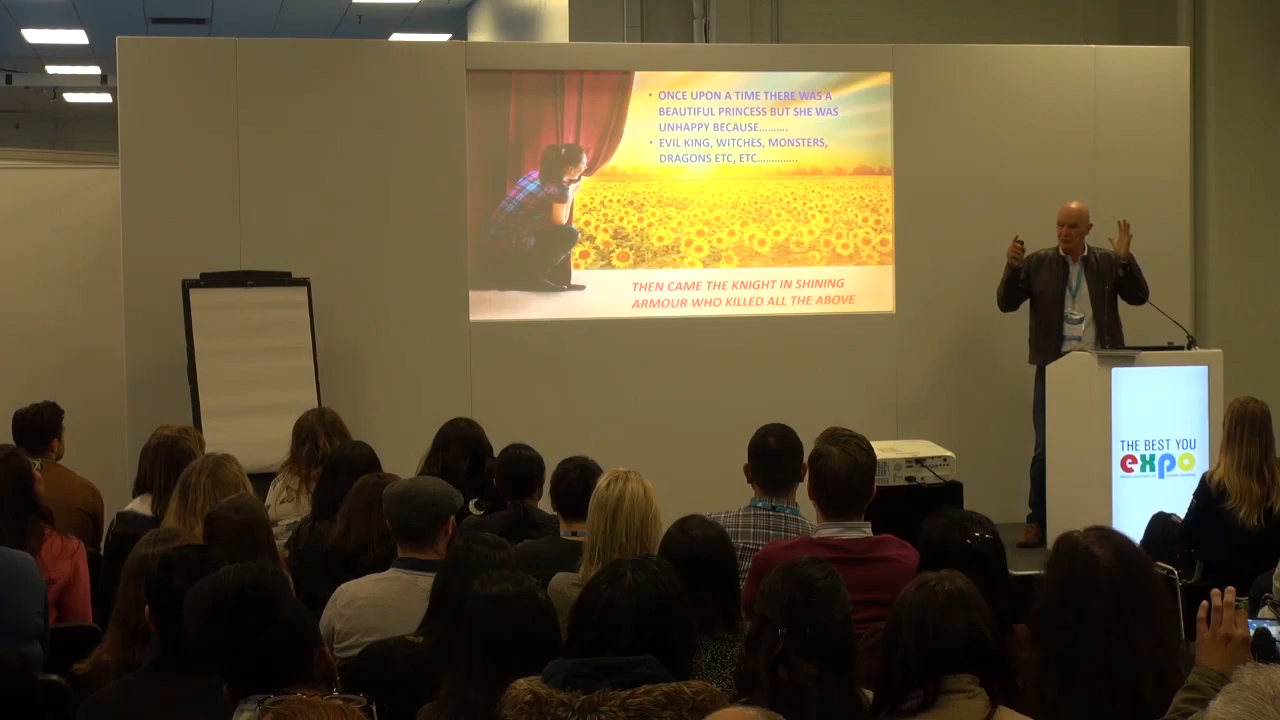 • ONCE UPON A TIME THERE WAS A
BEAUTIFUL PRINCESS BUT SHE WAS
UNHAPPY BECAUSE……….
• EVIL KING, WITCHES, MONSTERS,
DRAGONS ETC, ETC…………..
THEN CAME THE KNIGHT IN SHINING
ARMOUR WHO KILLED ALL THE ABOVE
THE BEST YOU
expo